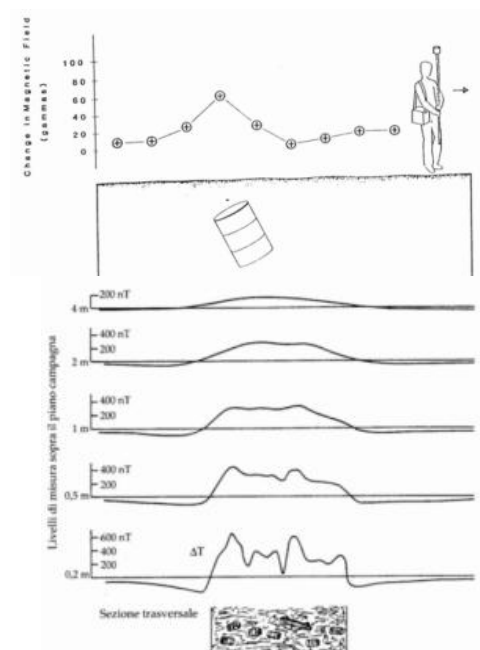 Change in Magnetic Field
(gammas)
100
80
60
40
20
0
Livelli di misura sopra il piano campagna
200 nT
4 m
400 nT
200
2 m
400 nT
200
1 m
400 nT
200
0,5 m
600 nT
400
200
0,2 m
ΔT
Sezione trasversale